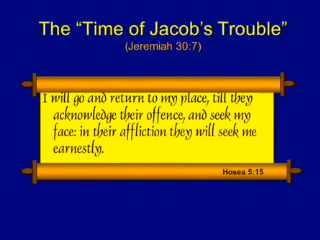 The “Time of Jacob’s Trouble”
(Jeremiah 30:7)
I will go and return to my place, till they
acknowledge their offence, and seek my
face: in their affliction they will seek me
earnestly.
Hosea 5:15